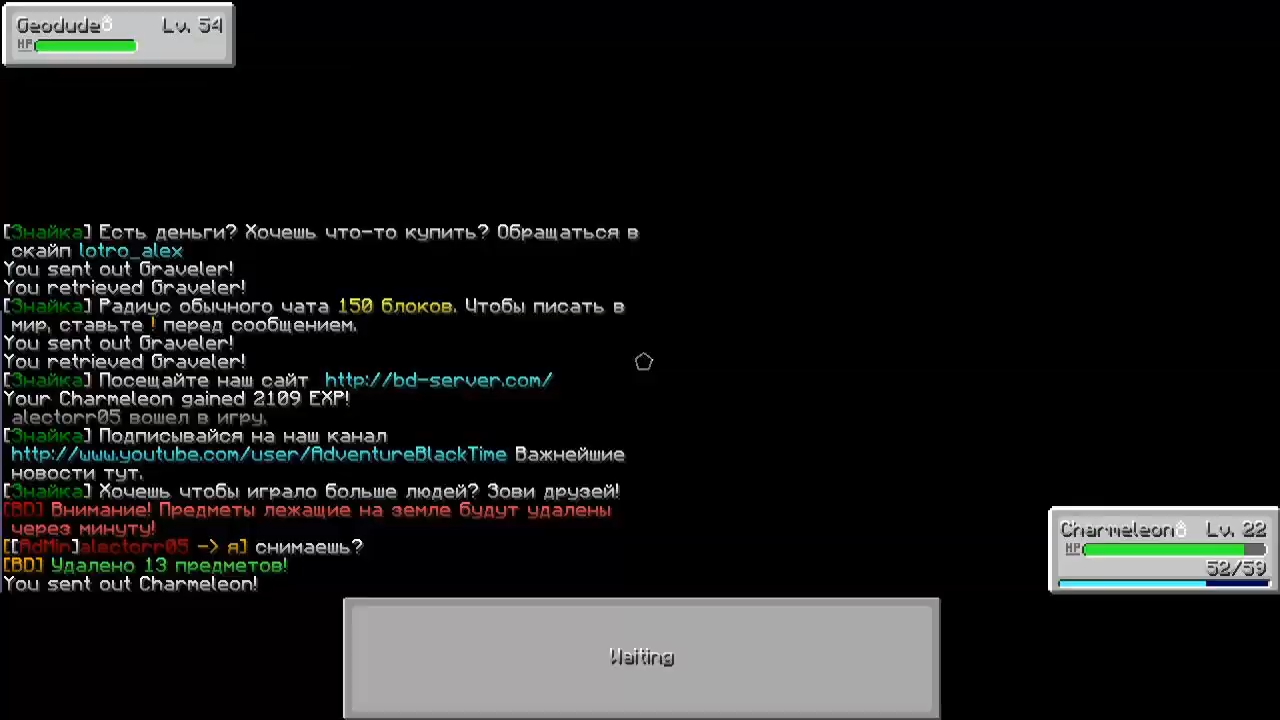 Geodude Lv. 54
HP
[Знайка] Есть деньги? Хочешь что-то купить? Обращаться в
скайп lotro_alex
You sent out Graveler!
You retrieved Graveler!
[Знайка] Радиус обычного чата 150 блоков. Чтобы писать в
мир, ставьте ! перед сообщением.
You sent out Graveler!
You retrieved Graveler!
[Знайка] Посещайте наш сайт http://bd-server.com/
Your Charmeleon gained 2109 EXP!
alectorr05 вошел в игру.
[Знайка] Подписывайся на наш канал
http://www.youtube.com/user/AdventureBlackTime Важнейшие
новости тут.
[Знайка] Хочешь чтобы играло больше людей? Зови друзей!
[BD] Внимание! Предметы лежащие на земле будут удалены
через минуту!
[[AdMin]alectorr05 -> я] снимаешь?
[BD] Удалено 13 предметов!
You sent out Charmeleon!
Charmeleon Lv. 22
HP
52/59
Waiting